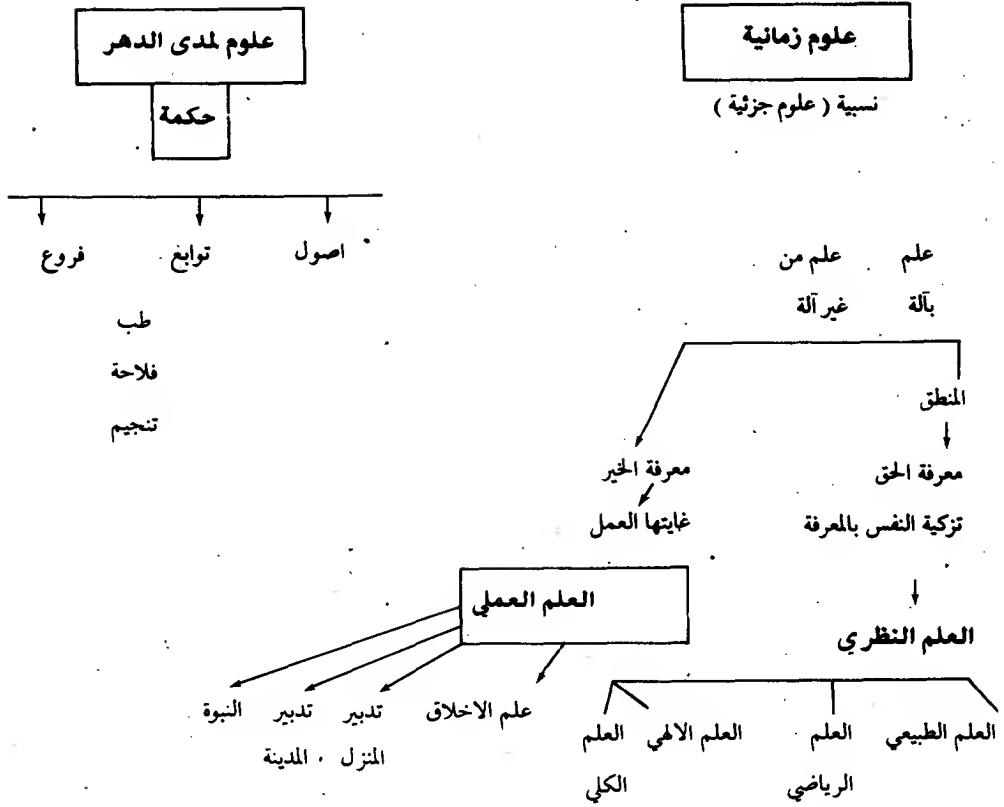 علوم زمانية
نسبية ( علوم جزئية )
علوم لمدى الدهر
حكمة
اصول توابغ فروع
طب
فلاحة
تنجيم
علم علم من
بآلة غير آلة
المنطق
معرفة الحق معرفة الخير
تزكية النفس بالمعرفة غايتها العمل
العلم العملي
العلم النظري
علم الاخلاق تدبير تدبير النبوة
المنزل المدينة
العلم الطبيعي العلم العلم الالهي العلم
الرياضي الكلي